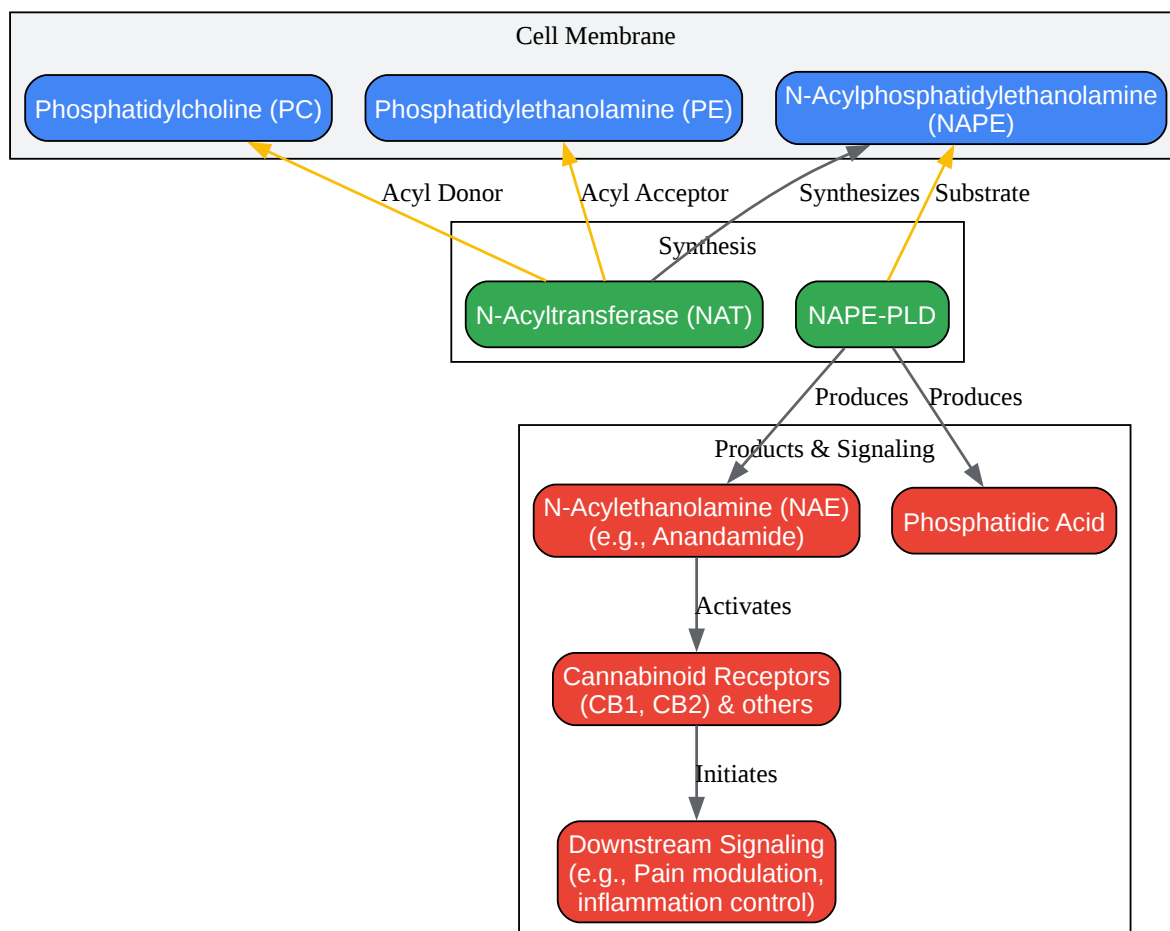 Cell Membrane
Phosphatidylcholine (PC)
Phosphatidylethanolamine (PE)
N-Acylphosphatidylethanolamine
(NAPE)
Acyl Donor
Acyl Acceptor
Synthesizes
Substrate
Synthesis
N-Acyltransferase (NAT)
NAPE-PLD
Produces
Produces
Products & Signaling
N-Acylethanolamine (NAE)
(e.g., Anandamide)
Phosphatidic Acid
Activates
Cannabinoid Receptors
(CB1, CB2) & others
Initiates
Downstream Signaling
(e.g., Pain modulation,
inflammation control)